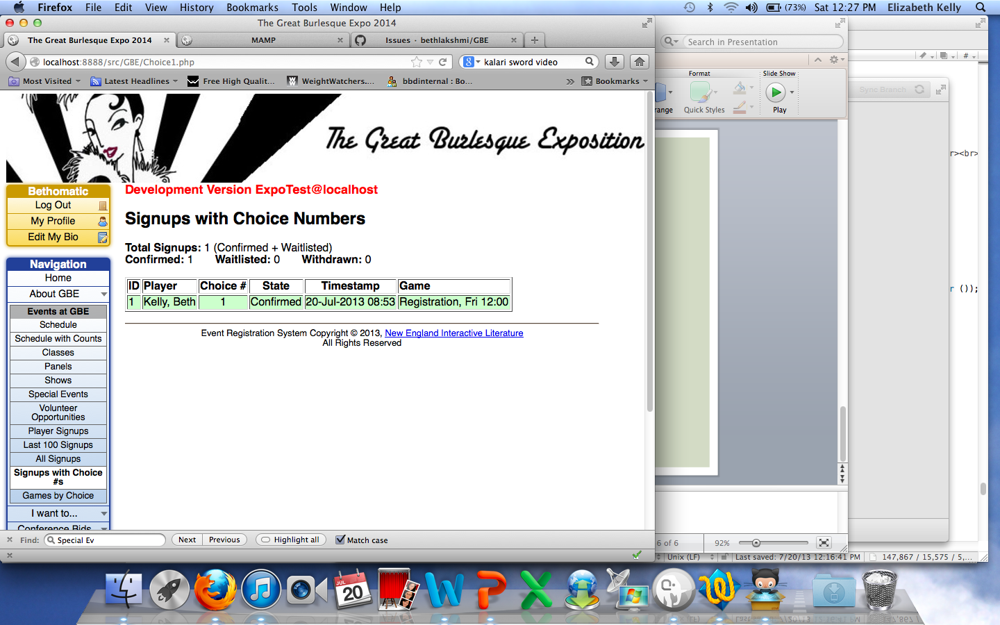 Firefox File Edit View History Bookmarks Tools Window Help (73%) Sat 12:27 PM Elizabeth Kelly
The Great Burlesque Expo 2014
The Great Burlesque Expo 2014 MAMP Issues · bethlakshmi/GBE
localhost:8888/src/GBE/Choice1.php kalari sword video
Most Visited Latest Headlines Free High Qualit... WeightWatchers.... bbdinternal : Bo... Bookmarks
Search in Presentation
Format Slide Show
Quick Styles Play
Sync Branch
The Great Burlesque Exposition
Development Version ExpoTest@localhost
Bethomatic
Log Out
My Profile
Edit My Bio
Navigation
Home
About GBE
Events at GBE
Schedule
Schedule with Counts
Classes
Panels
Shows
Special Events
Volunteer
Opportunities
Player Signups
Last 100 Signups
All Signups
Signups with Choice
#s
Games by Choice
I want to...
Conference Bids
Signups with Choice Numbers
Total Signups: 1 (Confirmed + Waitlisted)
Confirmed: 1 Waitlisted: 0 Withdrawn: 0
ID Player Choice # State Timestamp Game
1 Kelly, Beth 1 Confirmed 20-Jul-2013 08:53 Registration, Fri 12:00
Event Registration System Copyright © 2013, New England Interactive Literature
All Rights Reserved
><br>
());
Find: Special Ev Next Previous Highlight all Match case
6 of 6 92%
Unix (LF) Last saved: 7/20/13 12:16:41 PM 147,867 / 15,575 / 5,...
JUL
20